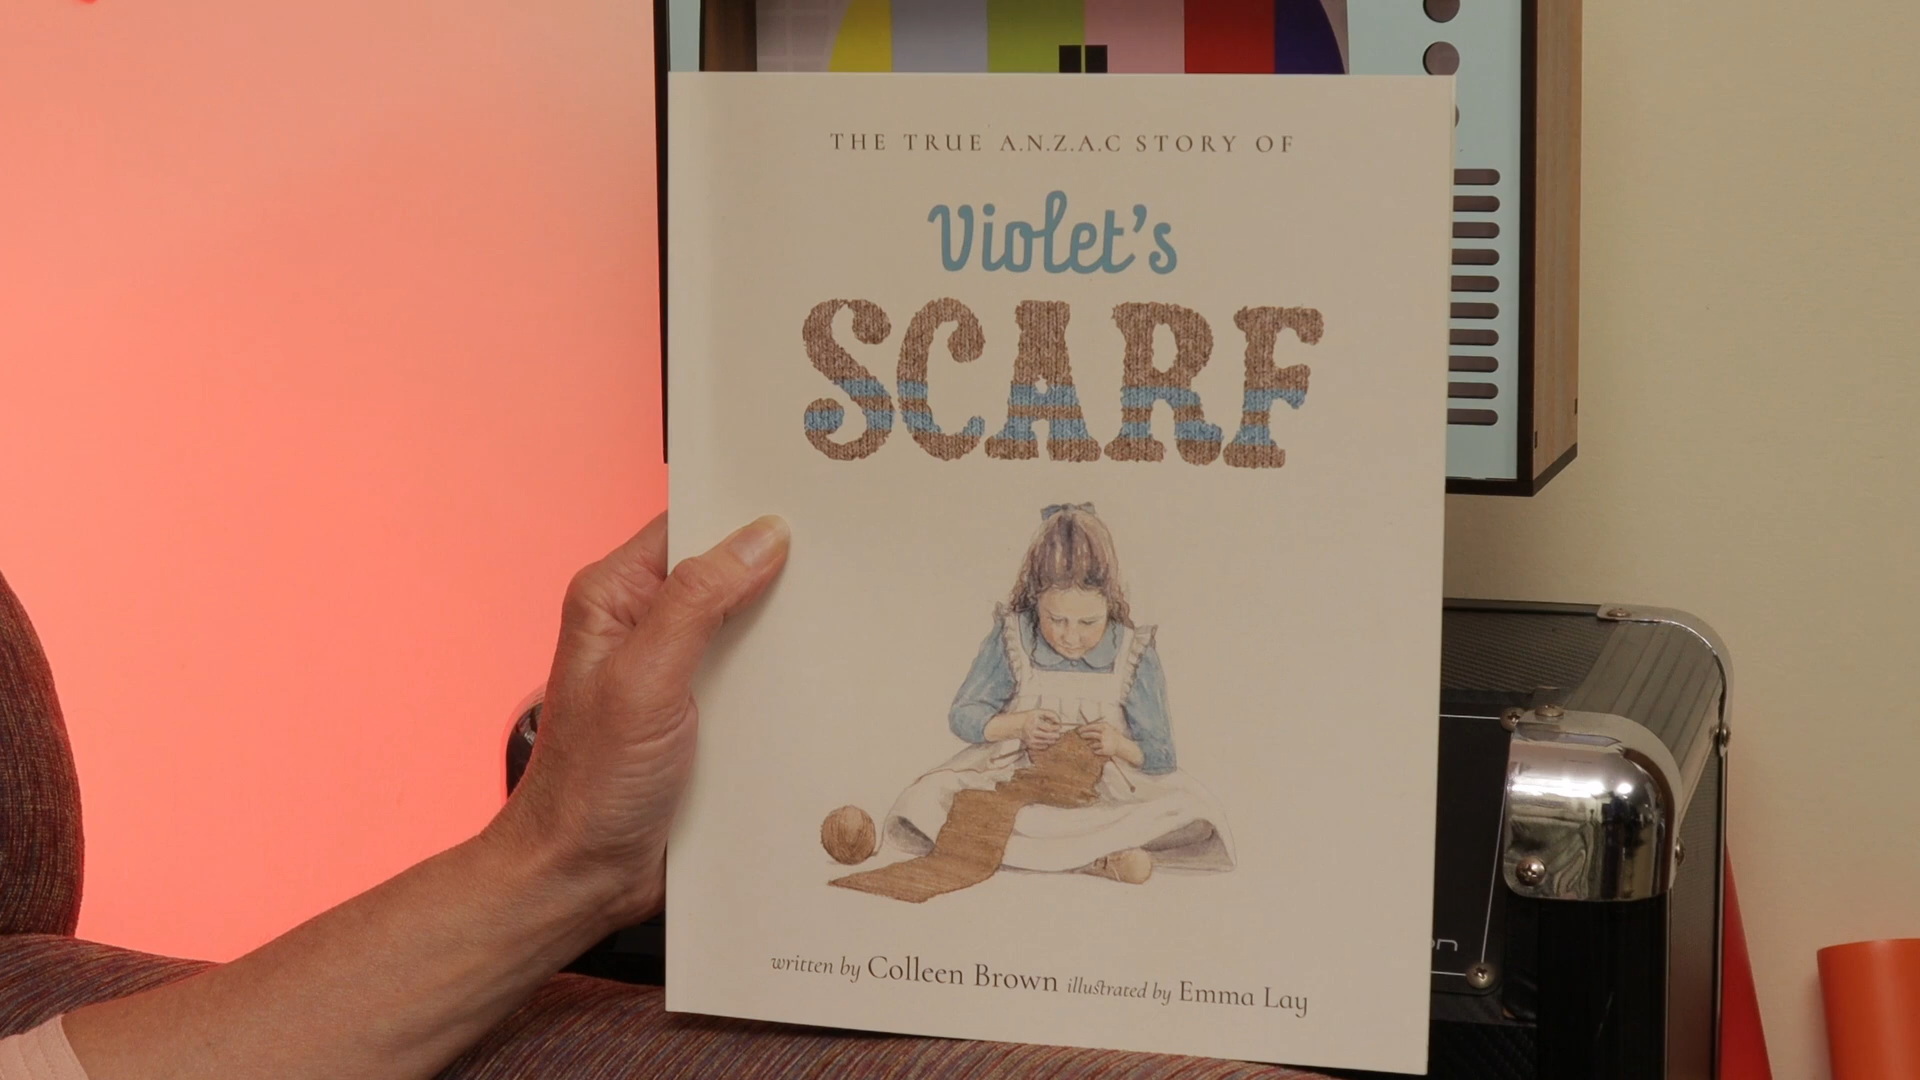 THE TRUE A.N.Z.A.C STORY OF
Violet's
SCARF
written by Colleen Brown illustrated by Emma Lay